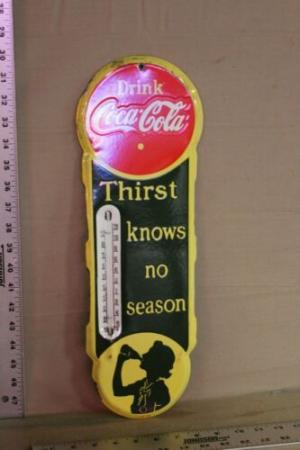 Drink
Coca-Cola
Thirst
knows
no
season